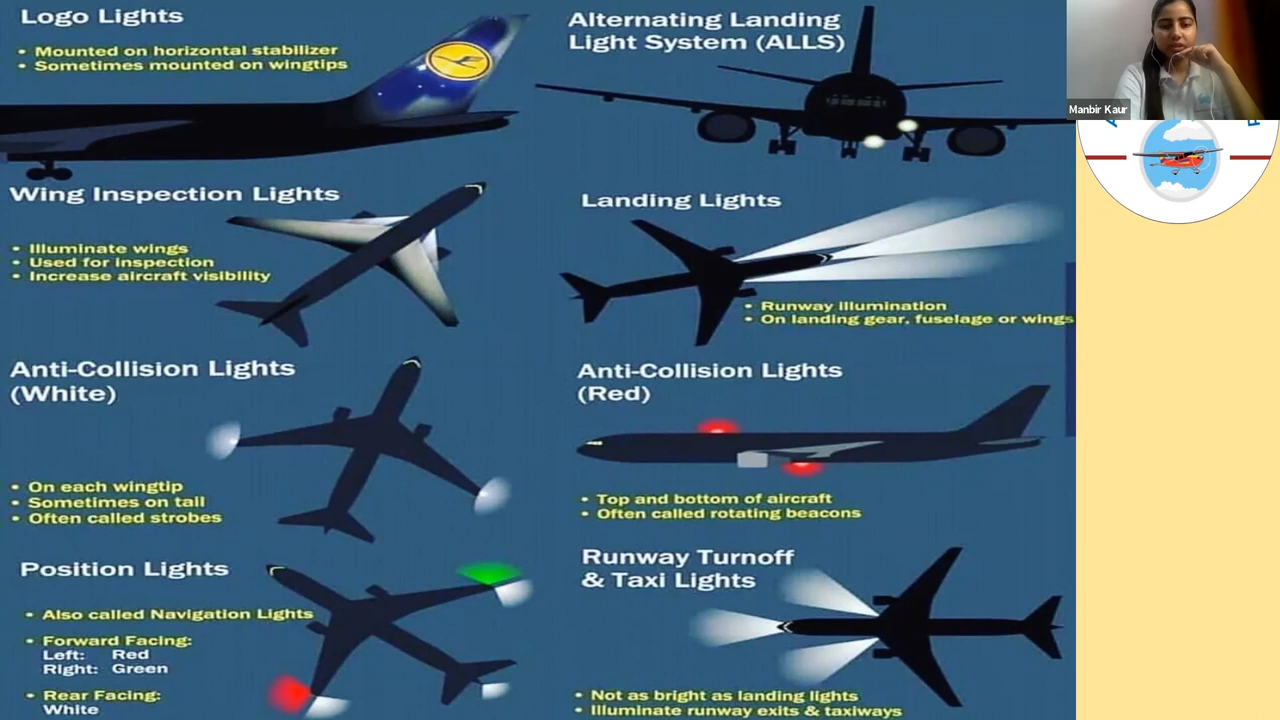 Logo Lights
• Mounted on horizontal stabilizer
• Sometimes mounted on wingtips
Alternating Landing
Light System (ALLS)
Manbir Kaur
Wing Inspection Lights
• Illuminate wings
• Used for inspection
• Increase aircraft visibility
Landing Lights
• Runway illumination
• On landing gear, fuselage or wings
Anti-Collision Lights
(White)
• On each wingtip
• Sometimes on tail
• Often called strobes
Anti-Collision Lights
(Red)
• Top and bottom of aircraft
• Often called rotating beacons
Position Lights
• Also called Navigation Lights
• Forward Facing:
Left: Red
Right: Green
• Rear Facing:
White
Runway Turnoff
& Taxi Lights
• Not as bright as landing lights
• Illuminate runway exits & taxiways